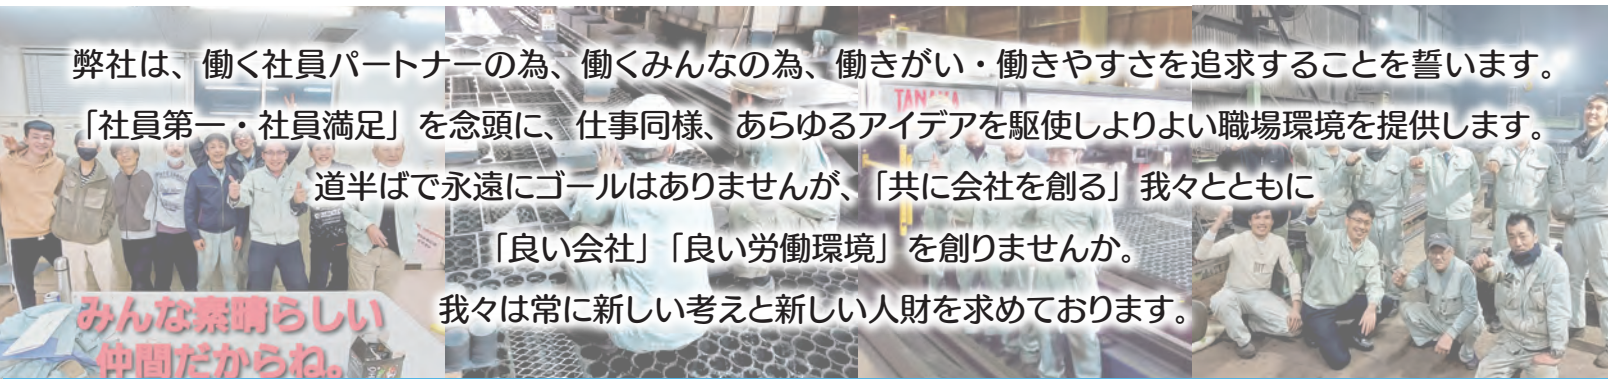 弊社は、働く社員パートナーの為、働くみんなの為、働きがい・働きやすさを追求することを誓います。
「社員第一・社員満足」を念頭に、仕事同様、あらゆるアイデアを駆使しよりよい職場環境を提供します。
TANAKA
道半ばで永遠にゴールはありませんが、「共に会社を創る」我々とともに
「良い会社」「良い労働環境」を創りませんか。
我々は常に新しい考えと新しい人財を求めております。
みんな素晴らしい
仲間だからね。